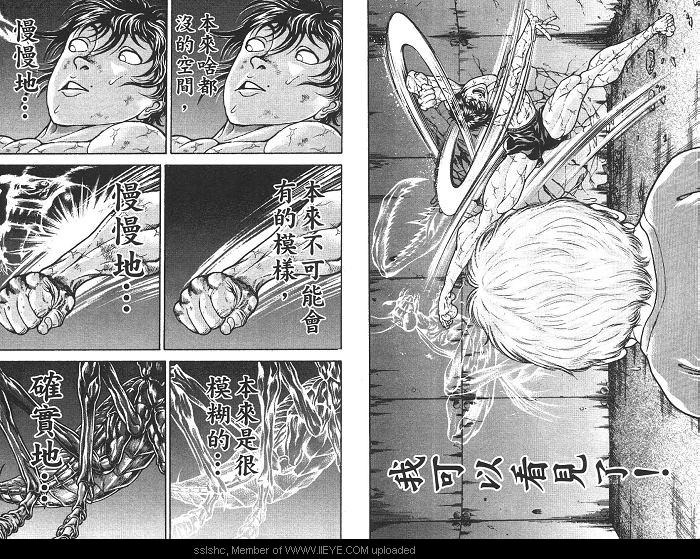 我可以看見了!
本來啥都
沒的空間,
慢慢地…
本來不可能會
有的模樣,
慢慢地…
本來是很
模糊的…
確實地…
sslshc, Member of WWW.IIEYE.COM uploaded